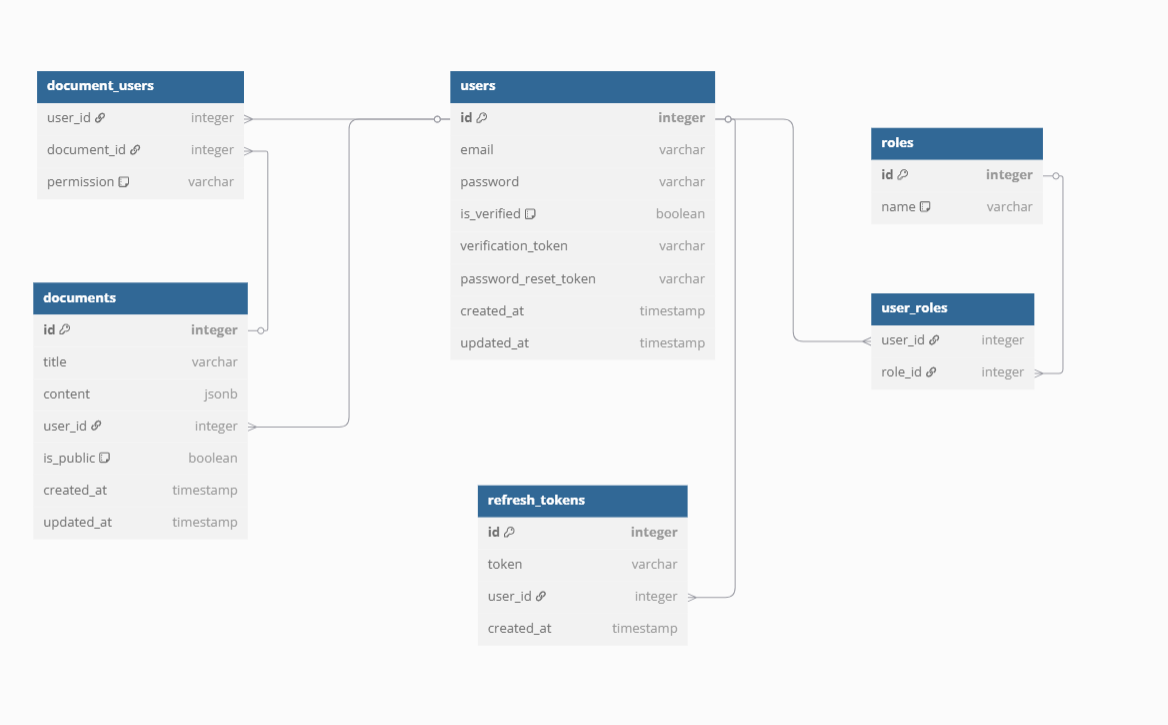 document_users
user_id integer
document_id integer
permission varchar
users
id integer
email varchar
password varchar
is_verified boolean
verification_token varchar
password_reset_token varchar
created_at timestamp
updated_at timestamp
roles
id integer
name varchar
documents
id integer
title varchar
content jsonb
user_id integer
is_public boolean
created_at timestamp
updated_at timestamp
user_roles
user_id integer
role_id integer
refresh_tokens
id integer
token varchar
user_id integer
created_at timestamp